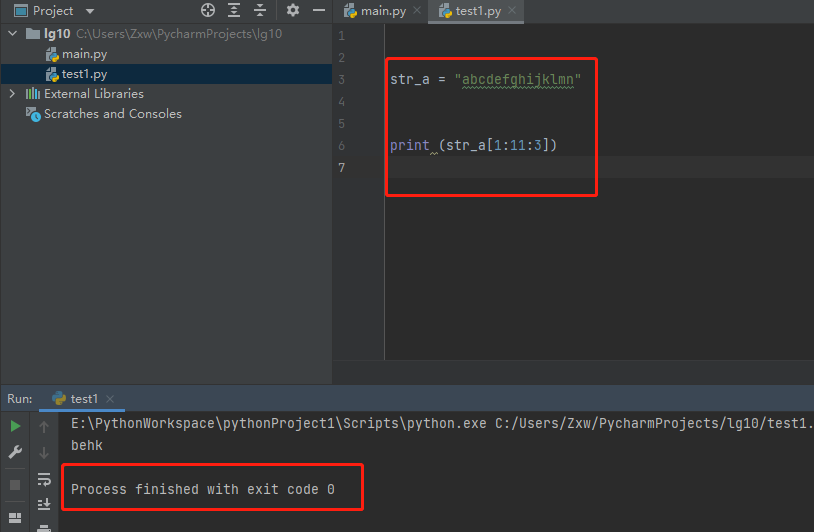 Project
main.py
test1.py
lg10 C:\Users\Zxw\PycharmProjects\lg10
main.py
test1.py
External Libraries
Scratches and Consoles
1
2
3 str_a = "abcdefghijklmn"
4
5
6 print (str_a[1:11:3])
7
Run: test1
E:\PythonWorkspace\pythonProject1\Scripts\python.exe C:/Users/Zxw/PycharmProjects/lg10/test1.
behk
Process finished with exit code 0